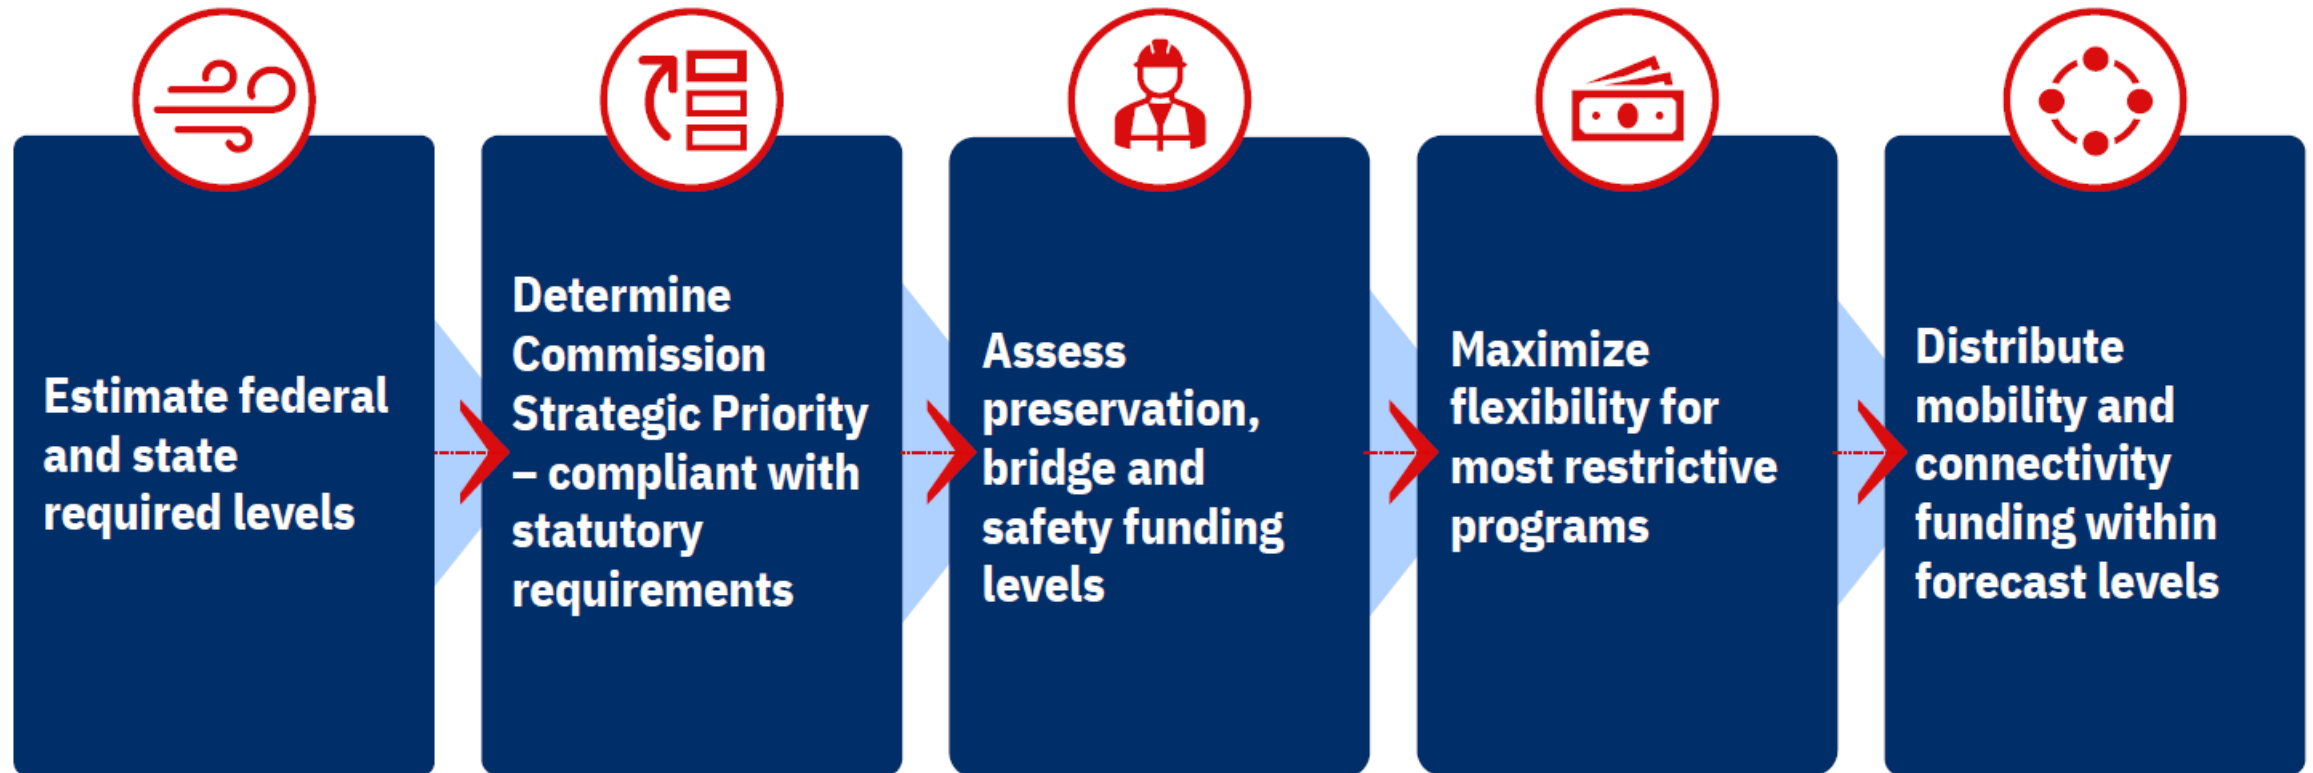 Estimate federal
and state
required levels
Determine
Commission
Strategic Priority
– compliant with
statutory
requirements
Assess
preservation,
bridge and
safety funding
levels
Maximize
flexibility for
most restrictive
programs
Distribute
mobility and
connectivity
funding within
forecast levels